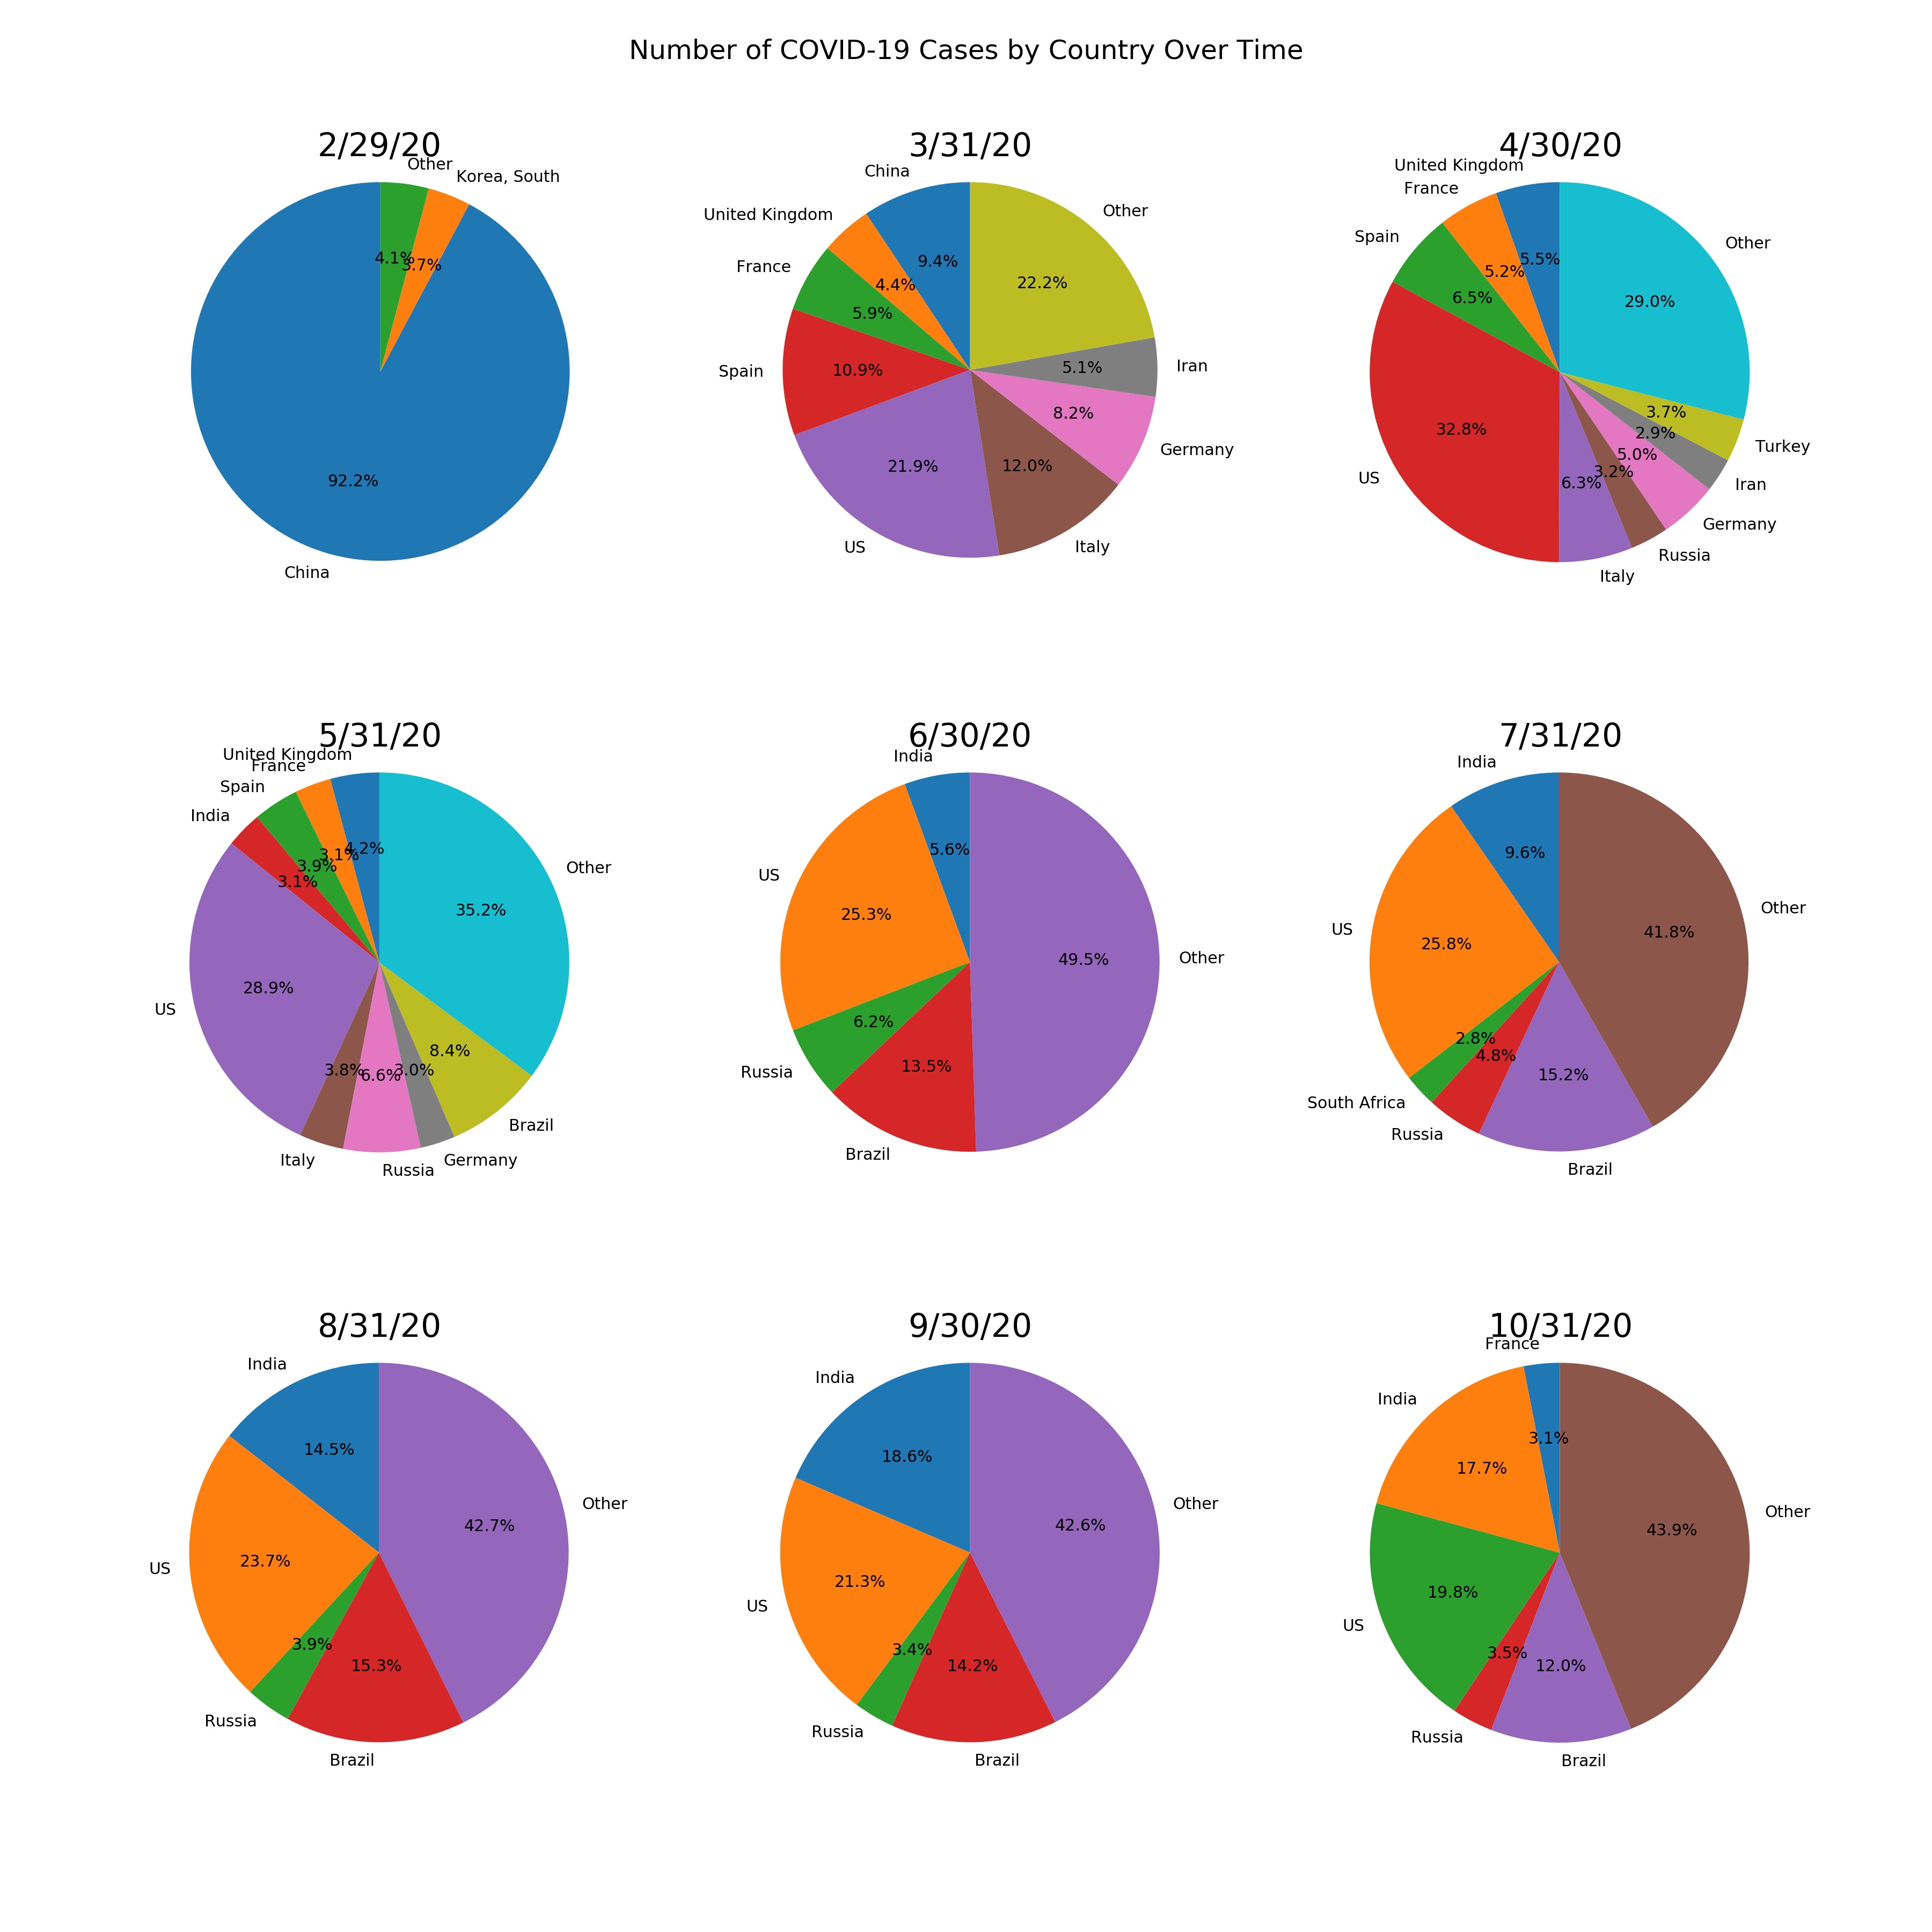 Number of COVID-19 Cases by Country Over Time
2/29/20
Other
Korea, South
4.1%
3.7%
92.2%
China
3/31/20
China
United Kingdom
Other
France
9.4%
4.4%
22.2%
5.9%
Spain
10.9%
5.1%
Iran
8.2%
Germany
21.9%
12.0%
US
Italy
4/30/20
United Kingdom
France
Spain
Other
5.5%
5.2%
6.5%
29.0%
32.8%
3.7%
2.9%
Turkey
5.0%
3.2%
US
6.3%
Iran
Germany
Russia
Italy
5/31/20
United Kingdom
France
Spain
India
4.2%
3.1%
3.9%
3.1%
Other
35.2%
28.9%
US
8.4%
3.8%
6.6%
3.0%
Brazil
Italy
Russia
Germany
6/30/20
India
5.6%
US
25.3%
49.5%
Other
6.2%
Russia
13.5%
Brazil
7/31/20
India
9.6%
Other
US
25.8%
41.8%
2.8%
4.8%
15.2%
South Africa
Russia
Brazil
8/31/20
India
14.5%
Other
42.7%
US
23.7%
3.9%
15.3%
Russia
Brazil
9/30/20
India
18.6%
Other
42.6%
21.3%
US
3.4%
14.2%
Russia
Brazil
10/31/20
France
India
3.1%
17.7%
Other
43.9%
19.8%
US
3.5%
12.0%
Russia
Brazil